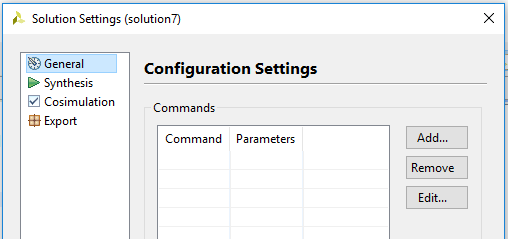 Solution Settings (solution7)
General
Synthesis
Cosimulation
Export
Configuration Settings
Commands
Command Parameters
Add...
Remove
Edit...